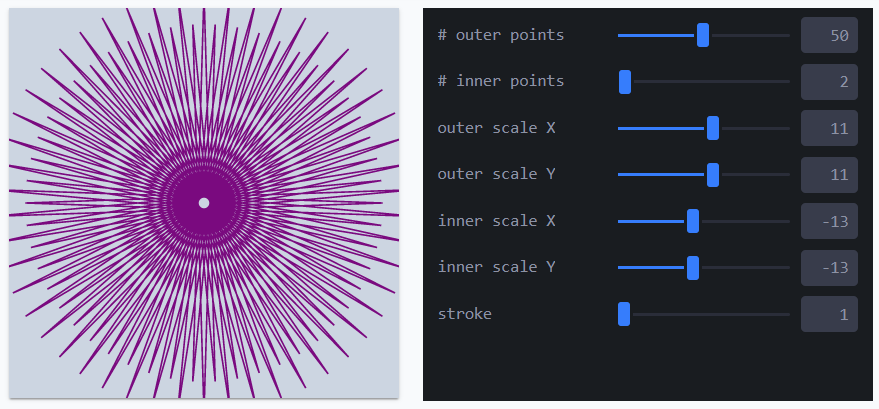 # outer points 50
# inner points 2
outer scale X 11
outer scale Y 11
inner scale X -13
inner scale Y -13
stroke 1